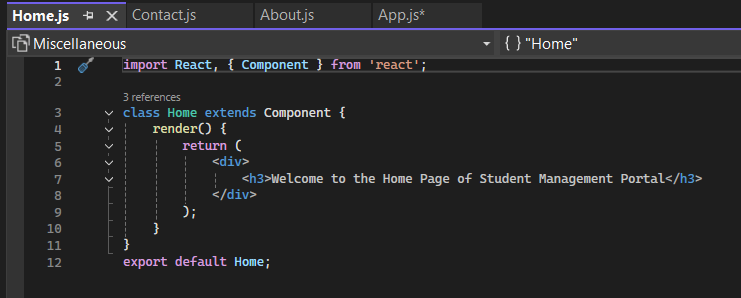 Home.js Contact.js About.js App.js*
Miscellaneous { } "Home"
1 import React, { Component } from 'react';
2
3 references
3 class Home extends Component {
4 render() {
5 return (
6 <div>
7 <h3>Welcome to the Home Page of Student Management Portal</h3>
8 </div>
9 );
10 }
11 }
12 export default Home;